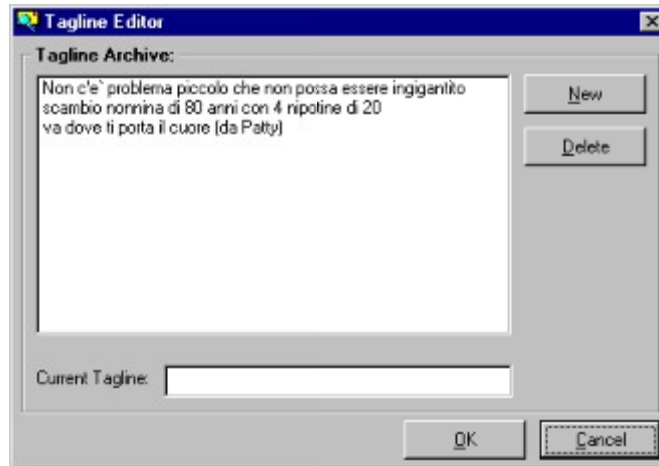 Tagline Editor
Tagline Archive:
Non c'e` problema piccolo che non possa essere ingigantito
scambio nonnina di 80 anni con 4 nipotine di 20
va dove ti porta il cuore (da Patty)
New
Delete
Current Tagline:
OK
Cancel